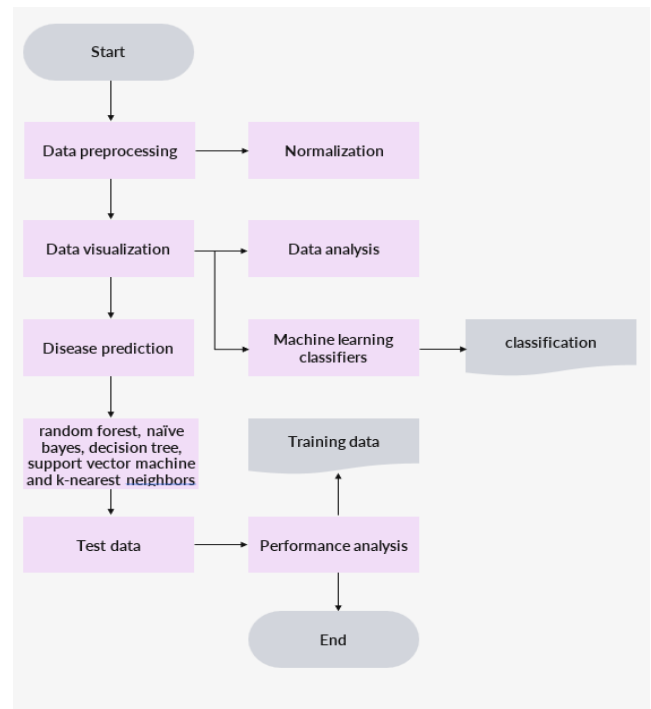 Start
Data preprocessing
Normalization
Data visualization
Data analysis
Disease prediction
Machine learning
classifiers
classification
random forest, naïve
bayes, decision tree,
support vector machine
and k-nearest neighbors
Training data
Test data
Performance analysis
End